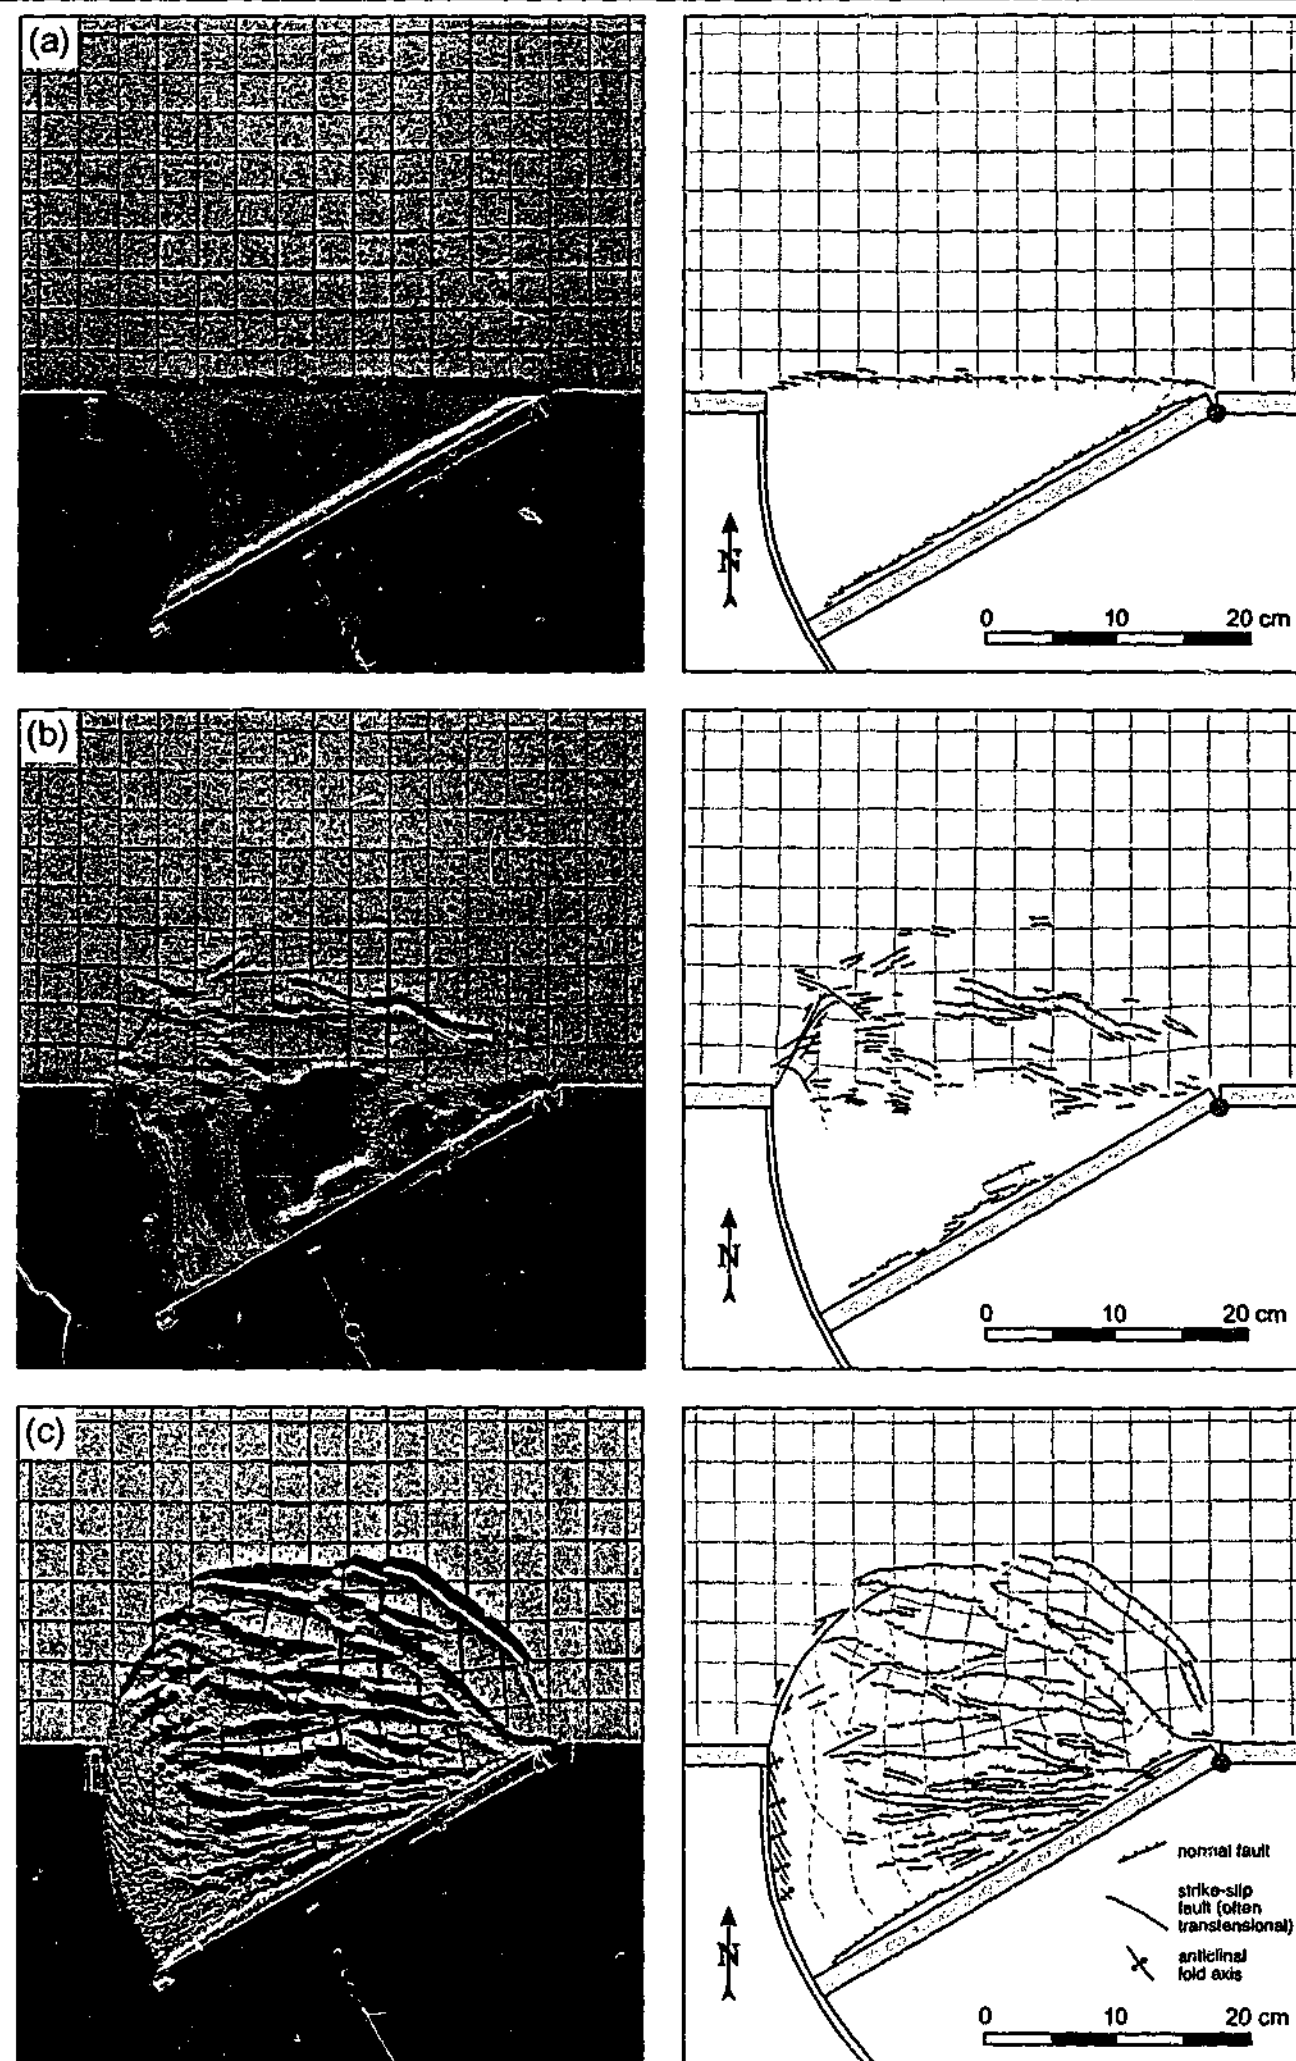 (a)
N
0 10 20 cm
(b)
N
0 10 20 cm
(c)
normal fault
strike-slip
fault (often
transtensional)
anticlinal
fold axis
N
0 10 20 cm